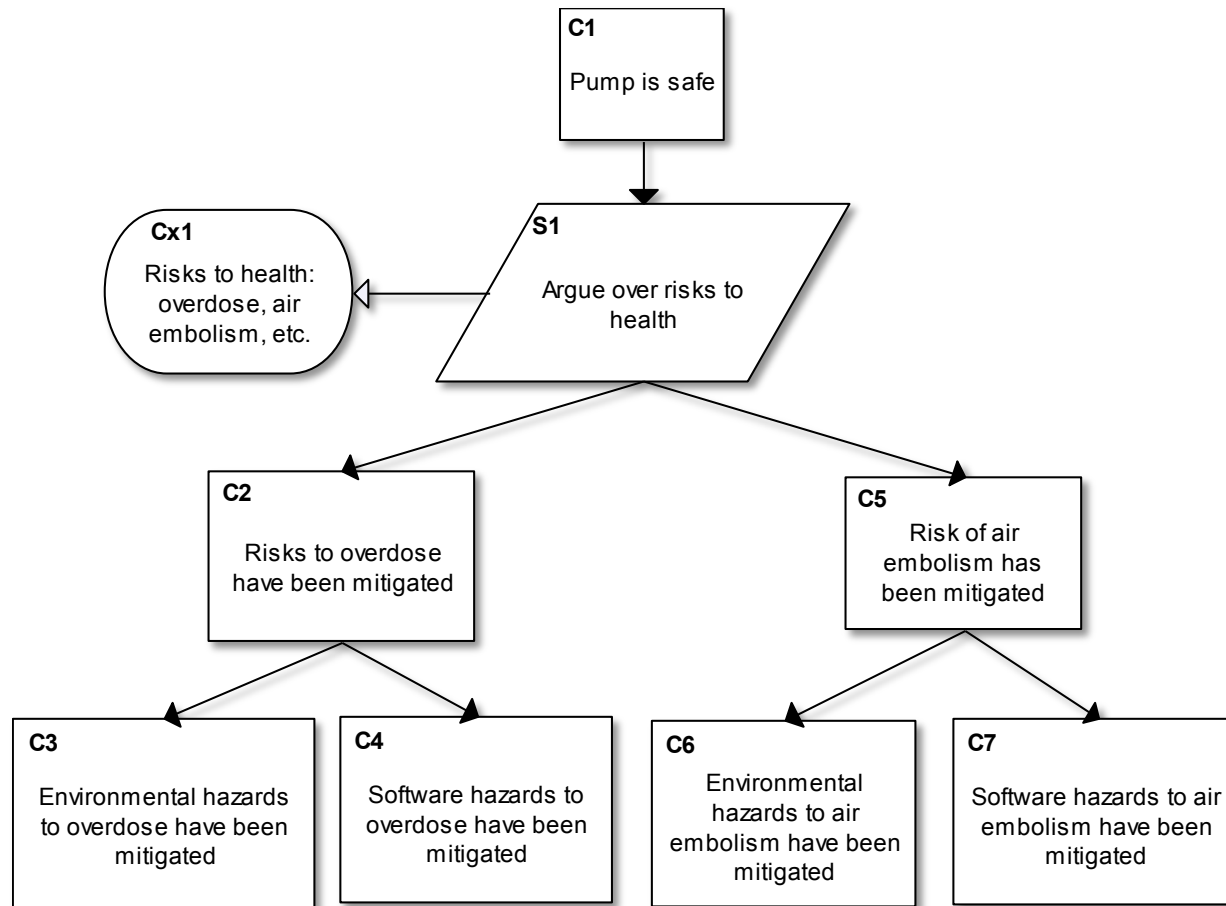 C1
Pump is safe
S1
Argue over risks to
health
Cx1
Risks to health:
overdose, air
embolism, etc.
C2
Risks to overdose
have been mitigated
C5
Risk of air
embolism has
been mitigated
C3
Environmental hazards
to overdose have been
mitigated
C4
Software hazards to
overdose have been
mitigated
C6
Environmental
hazards to air
embolism have been
mitigated
C7
Software hazards to air
embolism have been
mitigated